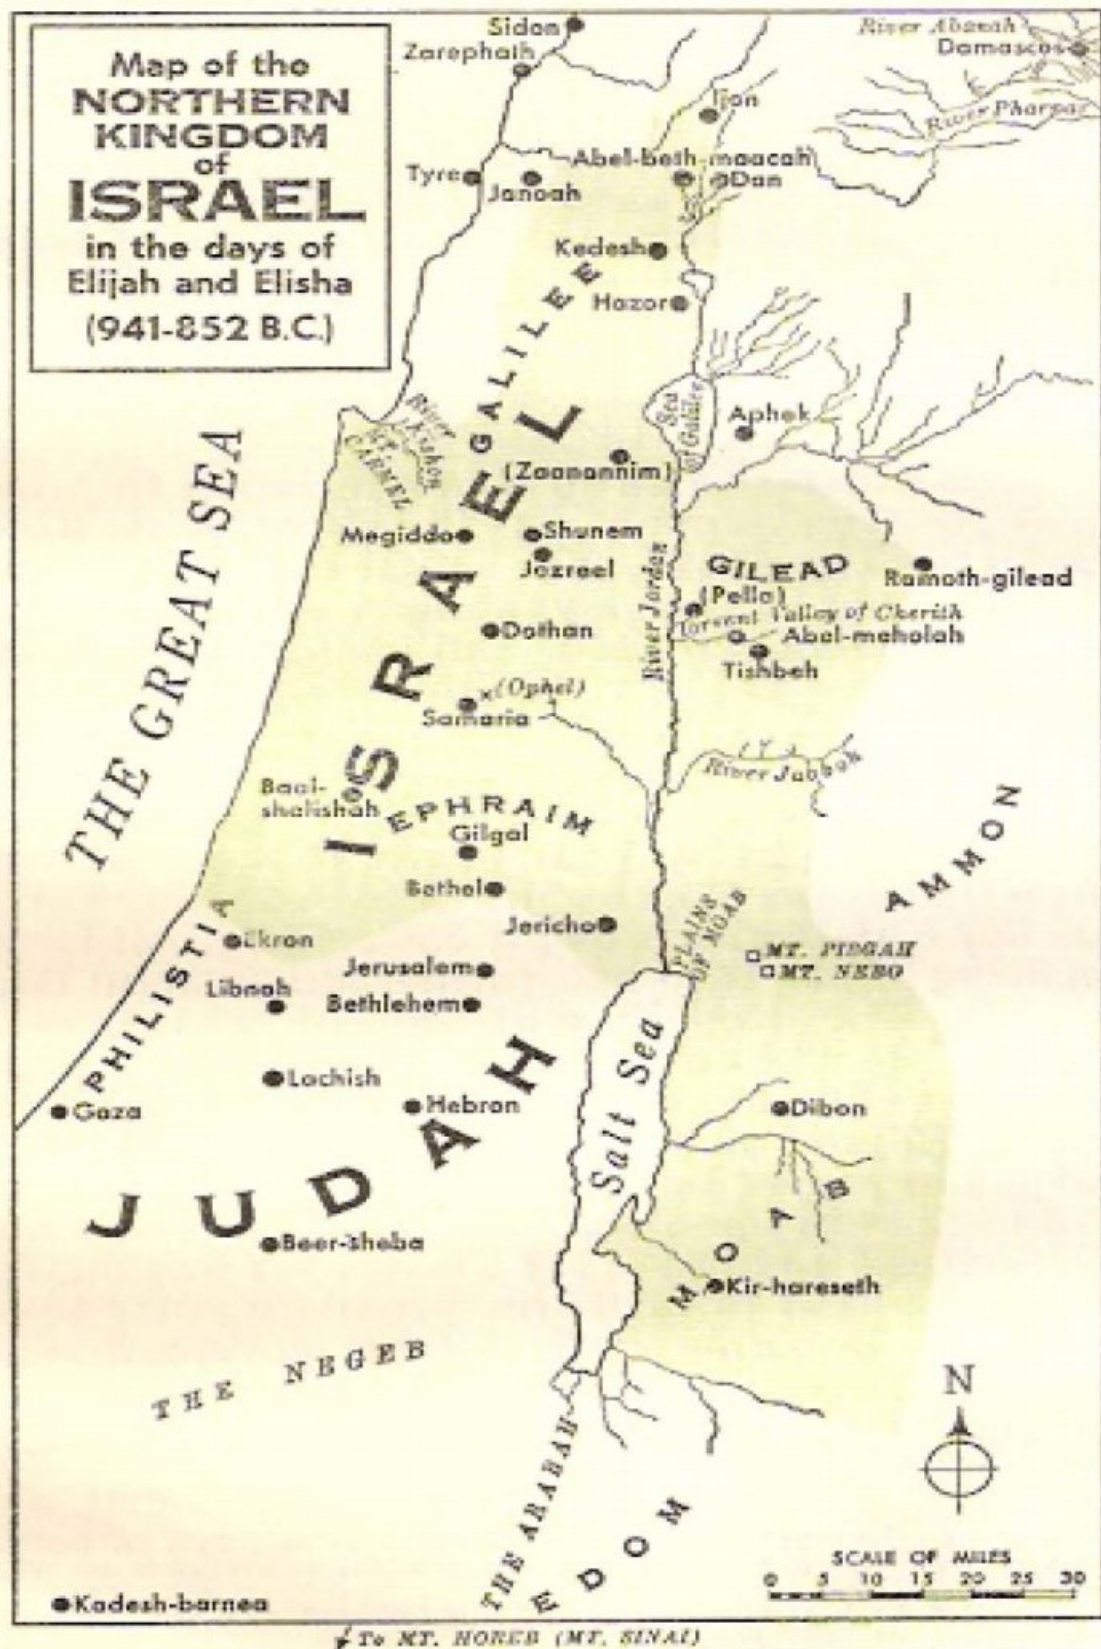 Map of the
NORTHERN
KINGDOM
of
ISRAEL
in the days of
Elijah and Elisha
(941-852 B.C.)
Sidon
Zarephath
River Abanah
Damascos
Ijon
River Pharpar
Tyre
Janoah
Abel-beth-maacah
Dan
Kedesh
Hazor
GALILEE
Sea
of Galilee
Aphek
River
Kishon
MT.
CARMEL
(Zaanannim)
THE GREAT SEA
ISRAEL
Megiddo
Shunem
Jezreel
River Jordan
GILEAD
Ramoth-gilead
(Pella)
Torrent Valley of Cherith
Abel-meholah
Tishbeh
Dothan
(Ophel)
Samaria
River Jabbok
Baal-
shalishah
EPHRAIM
Gilgal
AMMON
Bethel
Jericho
PLAINS
OF MOAB
MT. PISGAH
MT. NEBO
PHILISTIA
Ekron
Jerusalem
Libnah
Bethlehem
Salt Sea
Lachish
Gaza
Hebron
Dibon
JUDAH
MOAB
Beer-sheba
Kir-hareseth
THE NEGEB
N
THE ARABAH
EDOM
SCALE OF MILES
0 5 10 15 20 25 30
Kadesh-barnea
To MT. HOREB (MT. SINAI)